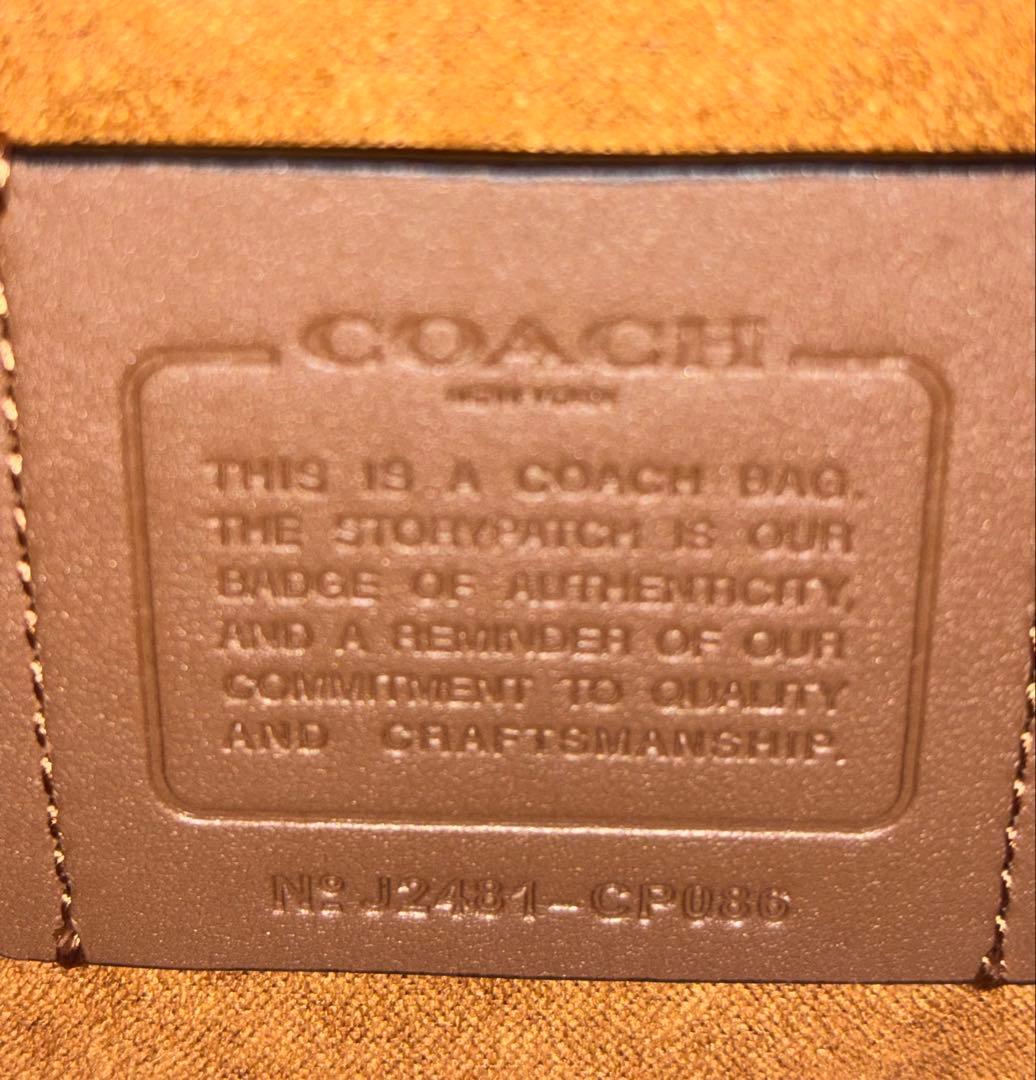 COACH
NEW YORK
THIS IS A COACH BAG.
THE STORYPATCH IS OUR
BADGE OF AUTHENTICITY,
AND A REMINDER OF OUR
COMMITMENT TO QUALITY
AND CRAFTSMANSHIP.
Nº J2481-CP086